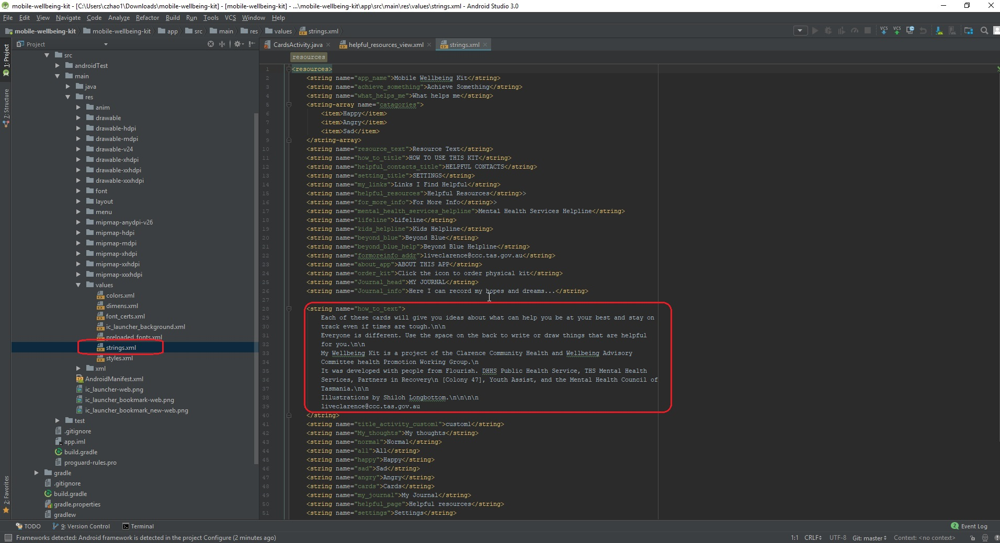 mobile-wellbeing-kit - [C:\Users\czhao1\Downloads\mobile-wellbeing-kit] - [mobile-wellbeing-kit] - ...\mobile-wellbeing-kit\app\src\main\res\values\strings.xml - Android Studio 3.0
File Edit View Navigate Code Analyze Refactor Build Run Tools VCS Window Help
mobile-wellbeing-kit mobile-wellbeing-kit app src main res values strings.xml
VCS VCS
Project
CardsActivity.java helpful_resources_view.xml strings.xml
1: Project
7: Structure
2: Favorites
src
androidTest
main
java
res
anim
drawable
drawable-hdpi
drawable-mdpi
drawable-v24
drawable-xhdpi
drawable-xxhdpi
drawable-xxxhdpi
font
layout
menu
mipmap-anydpi-v26
mipmap-hdpi
mipmap-mdpi
mipmap-xhdpi
mipmap-xxhdpi
mipmap-xxxhdpi
values
colors.xml
dimens.xml
font_certs.xml
ic_launcher_background.xml
preloaded_fonts.xml
strings.xml
styles.xml
xml
AndroidManifest.xml
ic_launcher-web.png
ic_launcher_bookmark-web.png
ic_launcher_bookmark_new-web.png
test
.gitignore
app.iml
build.gradle
proguard-rules.pro
gradle
.gitignore
build.gradle
gradle.properties
gradlew
resources
1 <resources>
2 <string name="app_name">Mobile Wellbeing Kit</string>
3 <string name="achieve_something">Achieve Something</string>
4 <string name="what_helps_me">What helps me</string>
5 <string-array name="catagories">
6 <item>Happy</item>
7 <item>Angry</item>
8 <item>Sad</item>
9 </string-array>
10 <string name="resource_text">Resource Text</string>
11 <string name="how_to_title">HOW TO USE THIS KIT</string>
12 <string name="helpful_contacts_title">HELPFUL CONTACTS</string>
13 <string name="setting_title">SETTINGS</string>
14 <string name="my_links">Links I Find Helpful</string>
15 <string name="helpful_resources">Helpful Resources</string>>
16 <string name="for_more_info">For More Info</string>>
17 <string name="mental_health_services_helpline">Mental Health Services Helpline</string>
18 <string name="lifeline">Lifeline</string>
19 <string name="kids_helpline">Kids Helpline</string>
20 <string name="beyond_blue">Beyond Blue</string>
21 <string name="beyond_blue_help">Beyond Blue Helpline</string>
22 <string name="formoreinfo_addr">liveclarence@ccc.tas.gov.au</string>
23 <string name="about_app">ABOUT THIS APP</string>
24 <string name="order_kit">Click the icon to order physical kit</string>
25 <string name="Journal_head">MY JOURNAL</string>
26 <string name="Journal_info">Here I can record my hopes and dreams...</string>
27
28 <string name="how_to_text">
29 Each of these cards will give you ideas about what can help you be at your best and stay on
30 track even if times are tough.\n\n
31 Everyone is different. Use the space on the back to write or draw things that are helpful
32 for you.\n\n
33 My Wellbeing Kit is a project of the Clarence Community Health and Wellbeing Advisory
34 Committee health Promotion Working Group.\n
35 It was developed with people from Flourish. DHHS Public Health Service, THS Mental Health
36 Services, Partners in Recovery\n [Colony 47], Youth Assist, and the Mental Health Council of
37 Tasmania.\n\n
38 Illustrations by Shiloh Longbottom.\n\n\n\n
39 liveclarence@ccc.tas.gov.au
40 </string>
41 <string name="title_activity_custom1">custom1</string>
42 <string name="My_thoughts">My thoughts</string>
43 <string name="normal">Normal</string>
44 <string name="all">All</string>
45 <string name="happy">Happy</string>
46 <string name="sad">Sad</string>
47 <string name="angry">Angry</string>
48 <string name="cards">Cards</string>
49 <string name="my_journal">My Journal</string>
50 <string name="helpful_page">Helpful resources</string>
51 <string name="settings">Settings</string>
TODO 9: Version Control Terminal 2 Event Log
Frameworks detected: Android framework is detected in the project Configure (2 minutes ago) 1:1 CRLF UTF-8 Git: master Context: <no context>